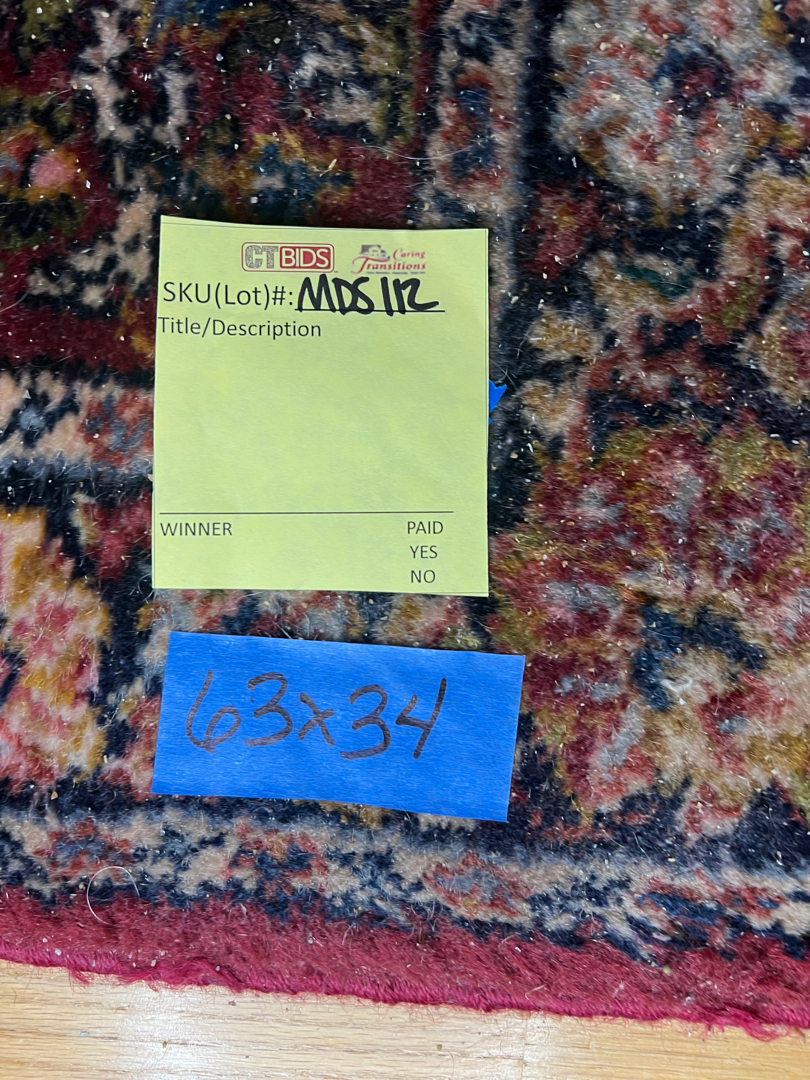 CTBIDS Caring Transitions
SKU(Lot)#: MDS112
Title/Description
WINNER PAID
YES
NO
63x34